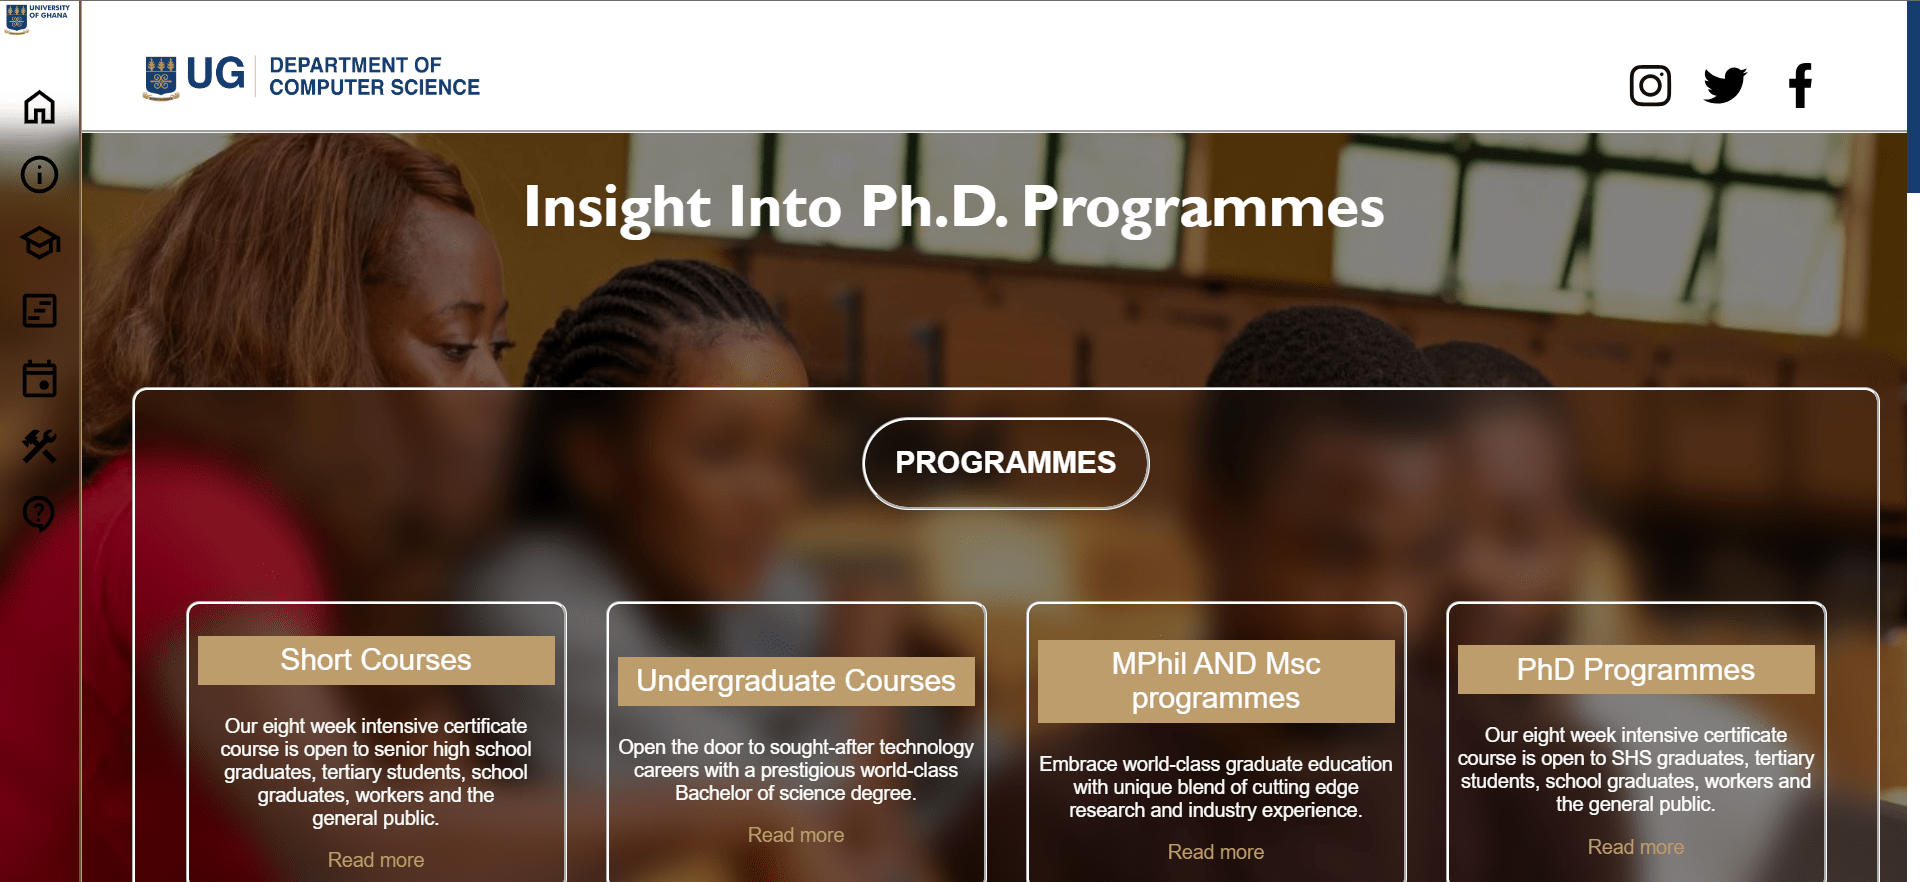 UNIVERSITY
OF GHANA
UG
DEPARTMENT OF
COMPUTER SCIENCE
Insight Into Ph.D. Programmes
PROGRAMMES
Short Courses
Our eight week intensive certificate
course is open to senior high school
graduates, tertiary students, school
graduates, workers and the
general public.
Read more
Undergraduate Courses
Open the door to sought-after technology
careers with a prestigious world-class
Bachelor of science degree.
Read more
MPhil AND Msc
programmes
Embrace world-class graduate education
with unique blend of cutting edge
research and industry experience.
Read more
PhD Programmes
Our eight week intensive certificate
course is open to SHS graduates, tertiary
students, school graduates, workers and
the general public.
Read more